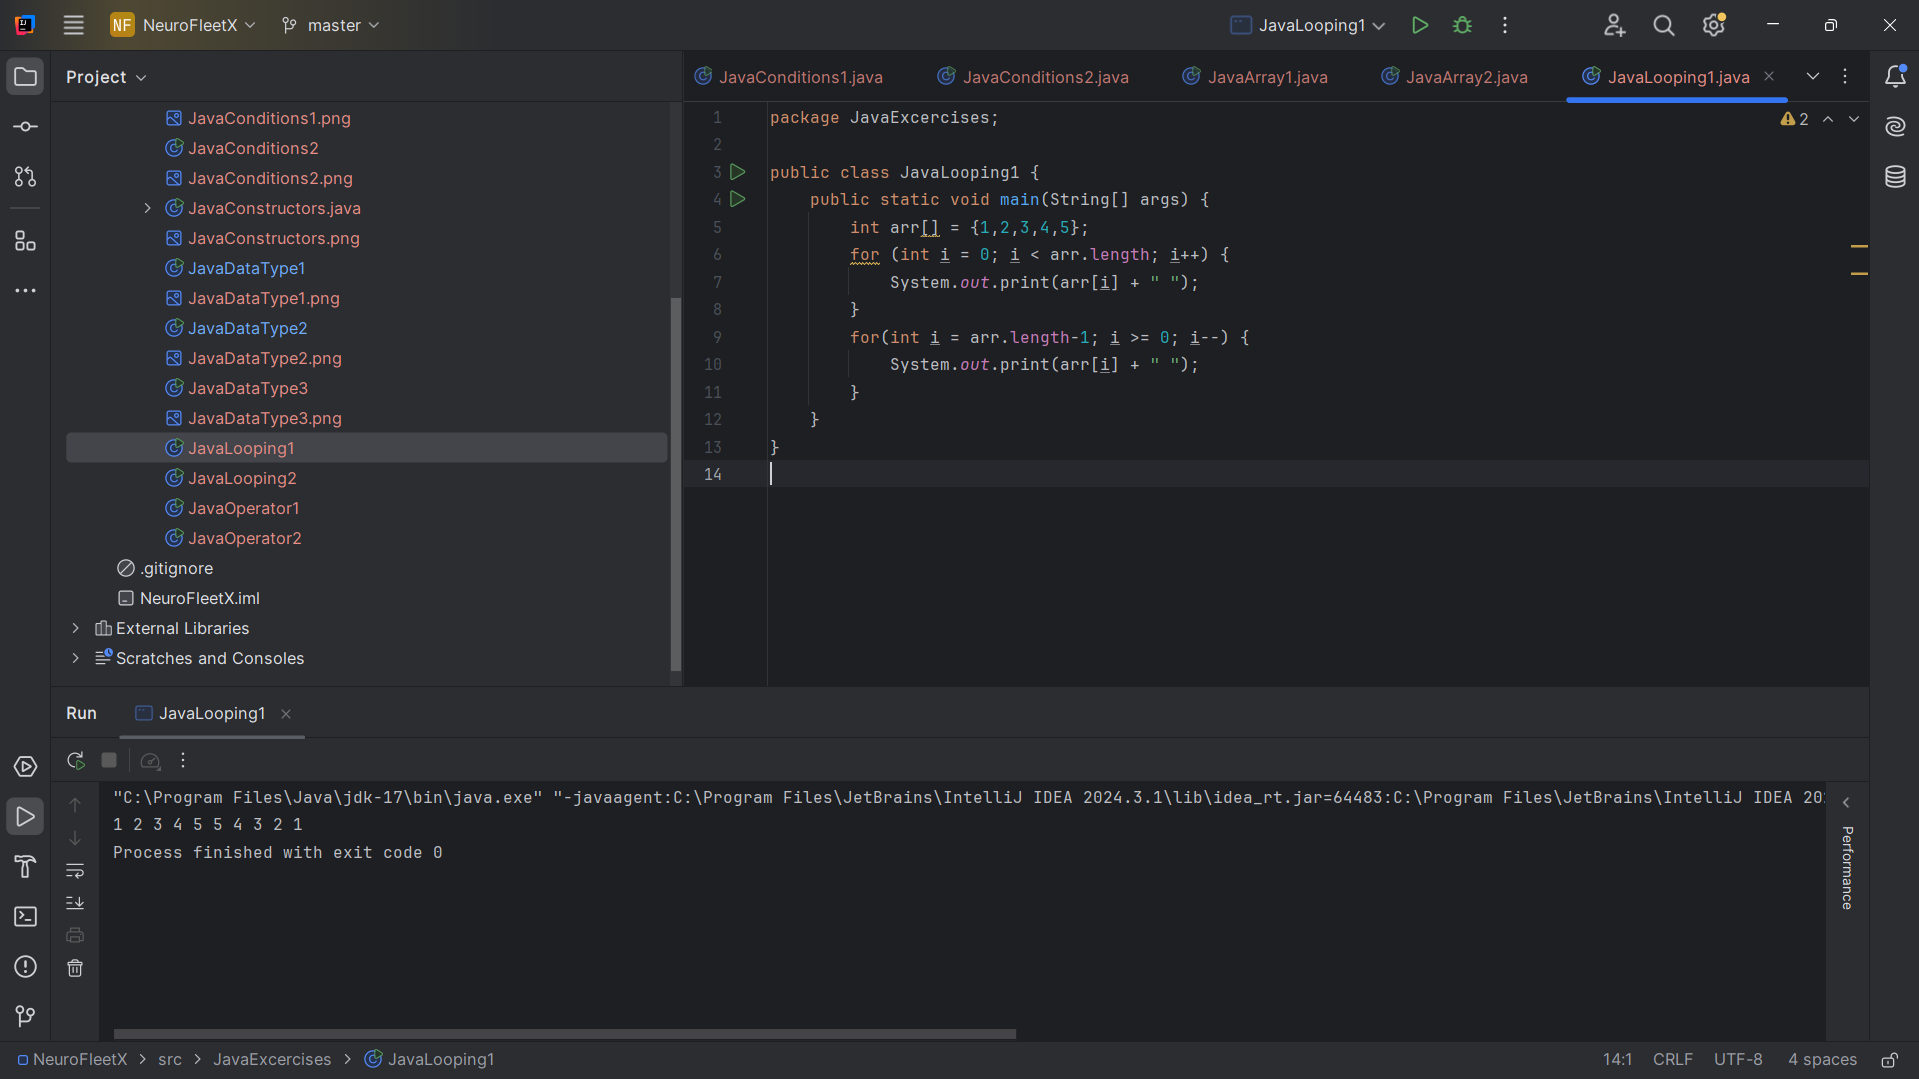 NF NeuroFleetX master JavaLooping1
Project
JavaConditions1.png
JavaConditions2
JavaConditions2.png
JavaConstructors.java
JavaConstructors.png
JavaDataType1
JavaDataType1.png
JavaDataType2
JavaDataType2.png
JavaDataType3
JavaDataType3.png
JavaLooping1
JavaLooping2
JavaOperator1
JavaOperator2
.gitignore
NeuroFleetX.iml
External Libraries
Scratches and Consoles
JavaConditions1.java JavaConditions2.java JavaArray1.java JavaArray2.java JavaLooping1.java
2
1 package JavaExcercises;
2
3 public class JavaLooping1 {
4 public static void main(String[] args) {
5 int arr[] = {1,2,3,4,5};
6 for (int i = 0; i < arr.length; i++) {
7 System.out.print(arr[i] + " ");
8 }
9 for(int i = arr.length-1; i >= 0; i--) {
10 System.out.print(arr[i] + " ");
11 }
12 }
13 }
14
Run JavaLooping1
"C:\Program Files\Java\jdk-17\bin\java.exe" "-javaagent:C:\Program Files\JetBrains\IntelliJ IDEA 2024.3.1\lib\idea_rt.jar=64483:C:\Program Files\JetBrains\IntelliJ IDEA 20
1 2 3 4 5 5 4 3 2 1
Process finished with exit code 0
Performance
NeuroFleetX > src > JavaExcercises > JavaLooping1
14:1 CRLF UTF-8 4 spaces